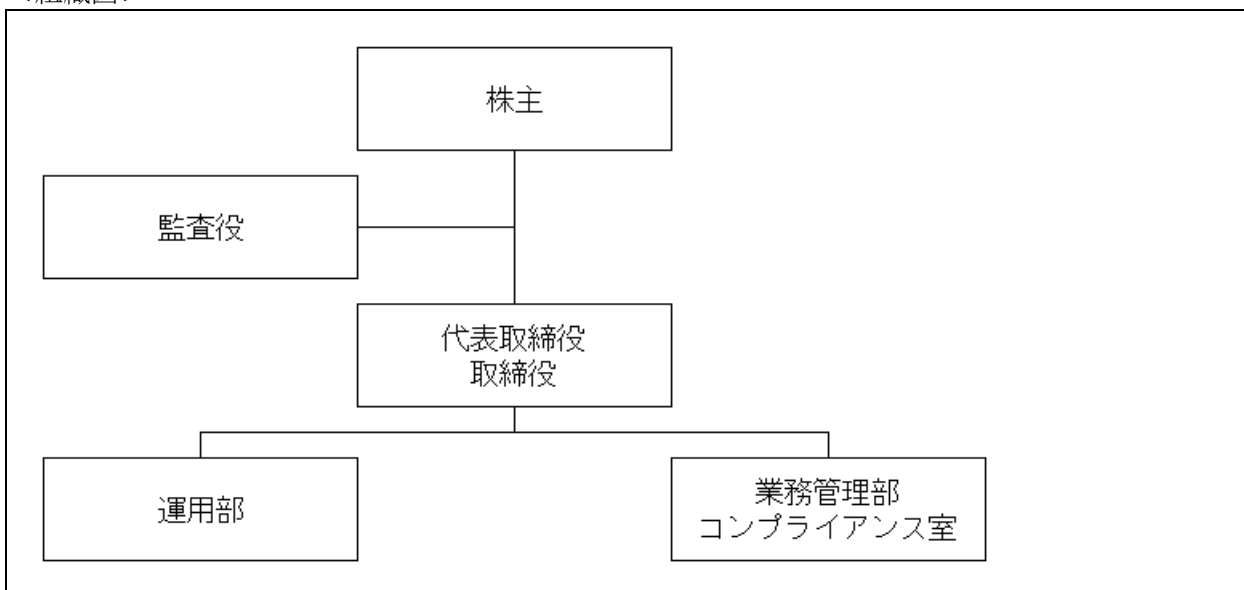 株主
監査役
代表取締役
取締役
運用部
業務管理部
コンプライアンス室